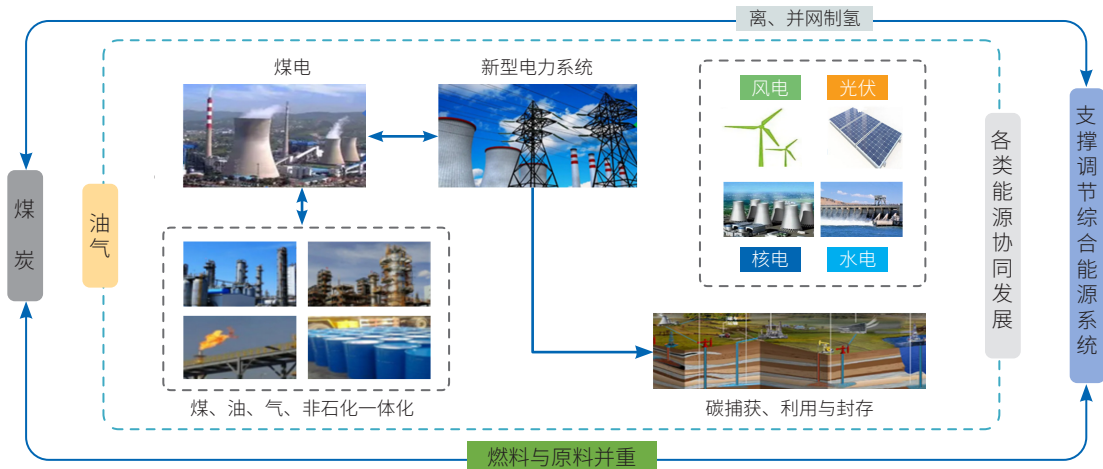 离、并网制氢
煤电
新型电力系统
风电
光伏
核电
水电
煤炭
油气
各类能源协同发展
支撑调节综合能源系统
煤、油、气、非石化一体化
碳捕获、利用与封存
燃料与原料并重